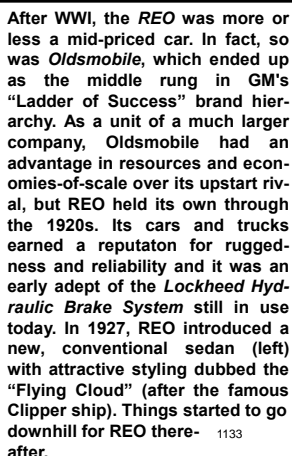 After WWI, the REO was more or
less a mid-priced car. In fact, so
was Oldsmobile, which ended up
as the middle rung in GM's
“Ladder of Success” brand hier-
archy. As a unit of a much larger
company, Oldsmobile had an
advantage in resources and econ-
omies-of-scale over its upstart riv-
al, but REO held its own through
the 1920s. Its cars and trucks
earned a reputaton for rugged-
ness and reliability and it was an
early adept of the Lockheed Hyd-
raulic Brake System still in use
today. In 1927, REO introduced a
new, conventional sedan (left)
with attractive styling dubbed the
“Flying Cloud” (after the famous
Clipper ship). Things started to go
downhill for REO there- 1133
after.